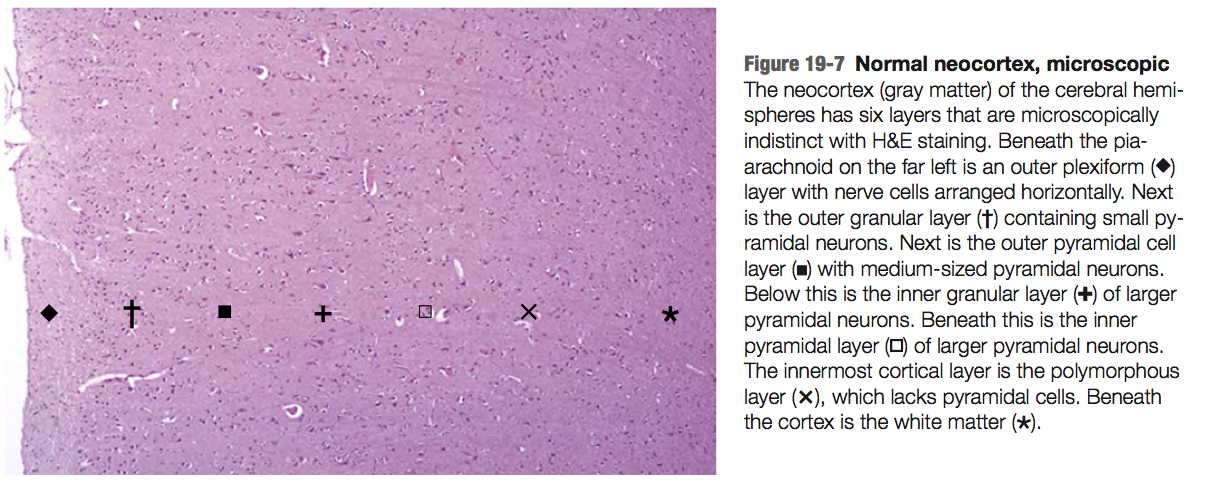 Figure 19-7 Normal neocortex, microscopic
The neocortex (gray matter) of the cerebral hemi-
spheres has six layers that are microscopically
indistinct with H&E staining. Beneath the pia-
arachnoid on the far left is an outer plexiform (◆)
layer with nerve cells arranged horizontally. Next
is the outer granular layer (†) containing small py-
ramidal neurons. Next is the outer pyramidal cell
layer (■) with medium-sized pyramidal neurons.
Below this is the inner granular layer (+) of larger
pyramidal neurons. Beneath this is the inner
pyramidal layer (□) of larger pyramidal neurons.
The innermost cortical layer is the polymorphous
layer (×), which lacks pyramidal cells. Beneath
the cortex is the white matter (*).
◆ † ■ + □ × *